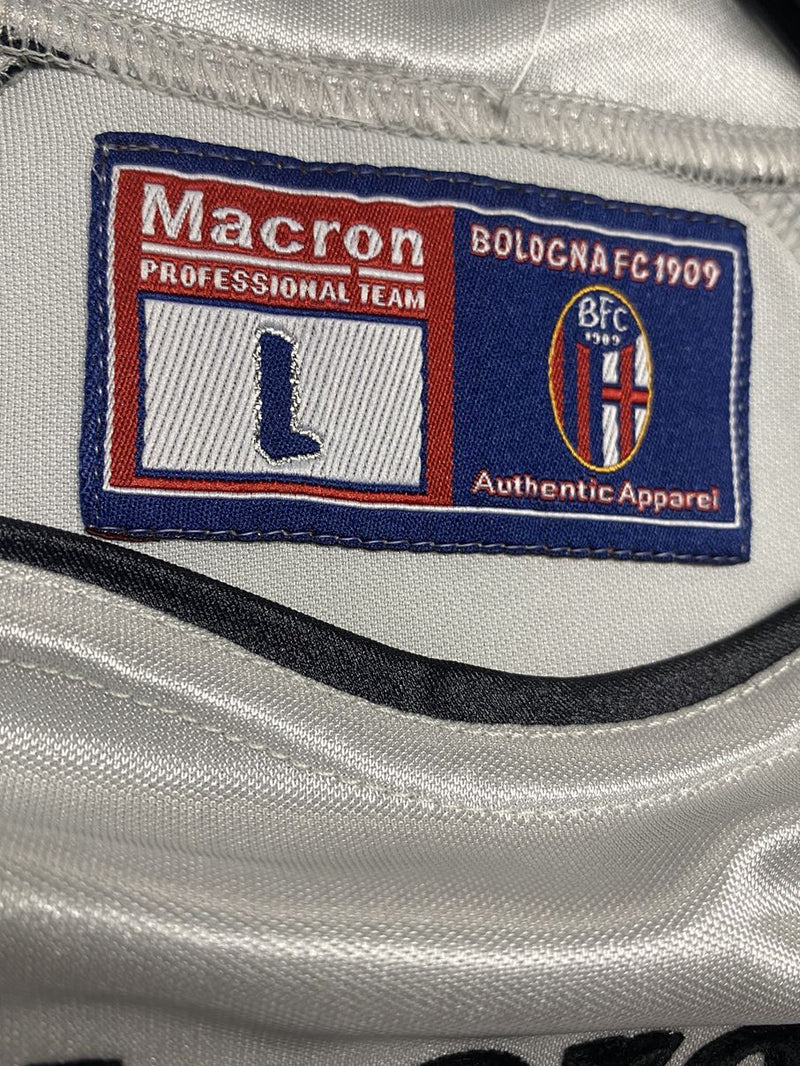 Macron
PROFESSIONAL TEAM
L
BOLOGNA FC 1909
BFC
1909
Authentic Apparel